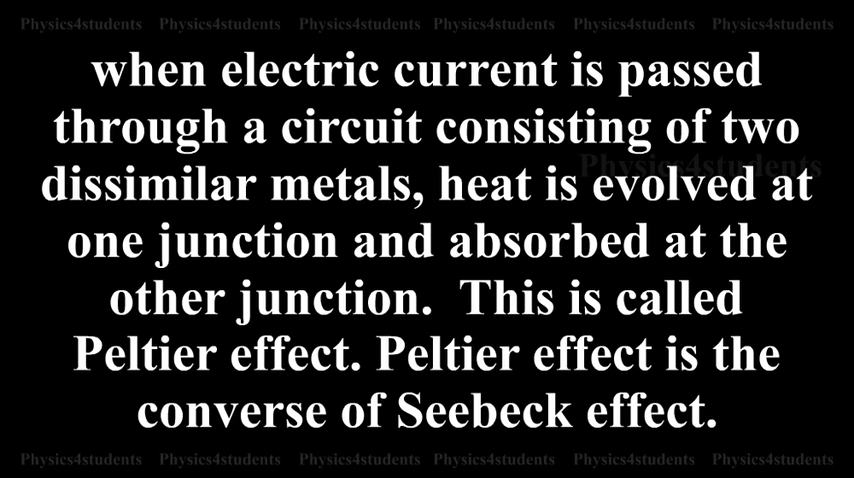 Physics4students Physics4students Physics4students Physics4students Physics4students Physics4students
when electric current is passed
through a circuit consisting of two
Physics4students
dissimilar metals, heat is evolved at
one junction and absorbed at the
other junction.  This is called
Peltier effect. Peltier effect is the
converse of Seebeck effect.
Physics4students Physics4students Physics4students Physics4students Physics4students Physics4students